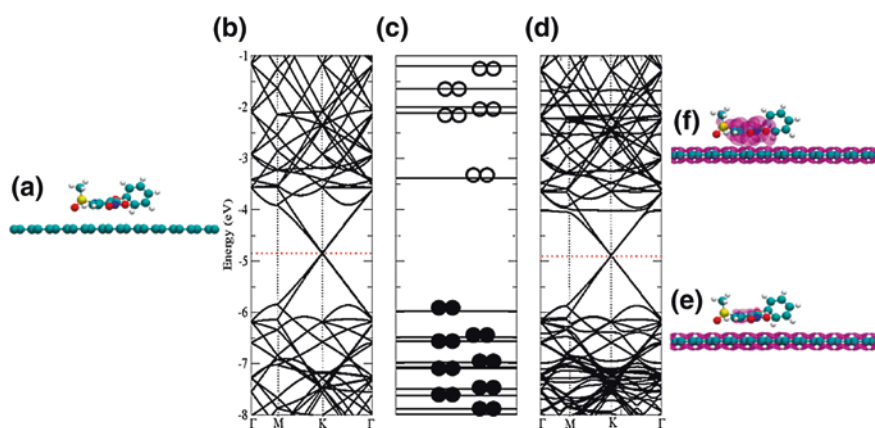 (b)
(c)
(d)
(a)
(f)
(e)
Energy (eV)
-1
-2
-3
-4
-5
-6
-7
-8
Γ M K Γ
Γ M K Γ